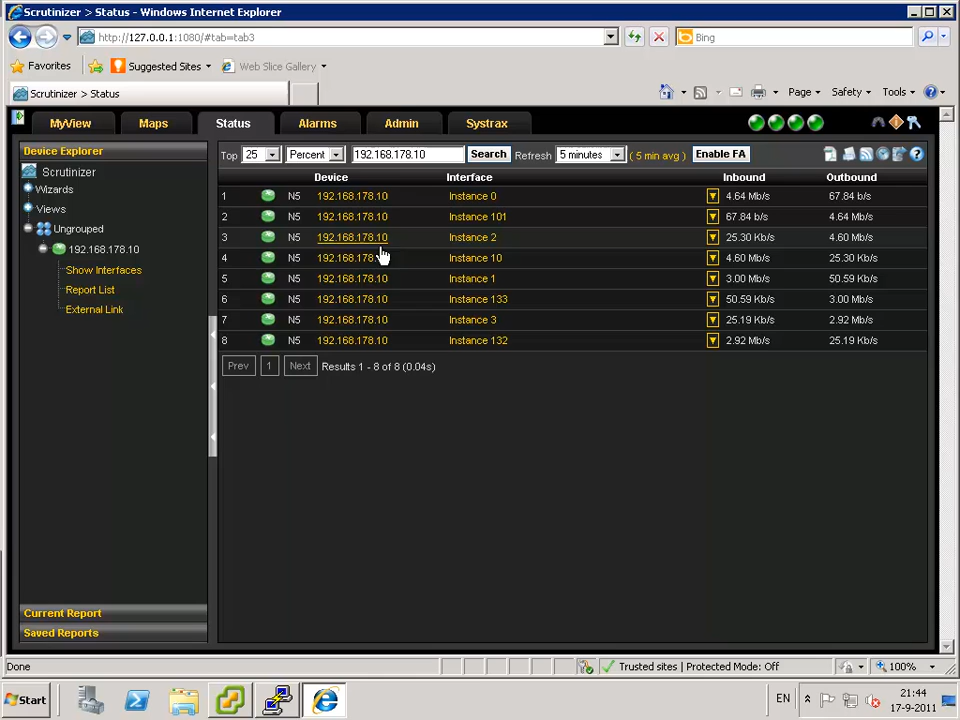 Scrutinizer > Status - Windows Internet Explorer
http://127.0.0.1:1080/#tab=tab3
Bing
Favorites Suggested Sites Web Slice Gallery
Scrutinizer > Status
Page Safety Tools
MyView Maps Status Alarms Admin Systrax
Device Explorer
Scrutinizer
Wizards
Views
Ungrouped
192.168.178.10
Show Interfaces
Report List
External Link
Current Report
Saved Reports
Top 25 Percent 192.168.178.10 Search Refresh 5 minutes ( 5 min avg ) Enable FA
Device Interface Inbound Outbound
1 N5 192.168.178.10 Instance 0 4.64 Mb/s 67.84 b/s
2 N5 192.168.178.10 Instance 101 67.84 b/s 4.64 Mb/s
3 N5 192.168.178.10 Instance 2 25.30 Kb/s 4.60 Mb/s
4 N5 192.168.178.10 Instance 10 4.60 Mb/s 25.30 Kb/s
5 N5 192.168.178.10 Instance 1 3.00 Mb/s 50.59 Kb/s
6 N5 192.168.178.10 Instance 133 50.59 Kb/s 3.00 Mb/s
7 N5 192.168.178.10 Instance 3 25.19 Kb/s 2.92 Mb/s
8 N5 192.168.178.10 Instance 132 2.92 Mb/s 25.19 Kb/s
Prev 1 Next Results 1 - 8 of 8 (0.04s)
Done Trusted sites | Protected Mode: Off 100%
Start EN 21:44
17-9-2011